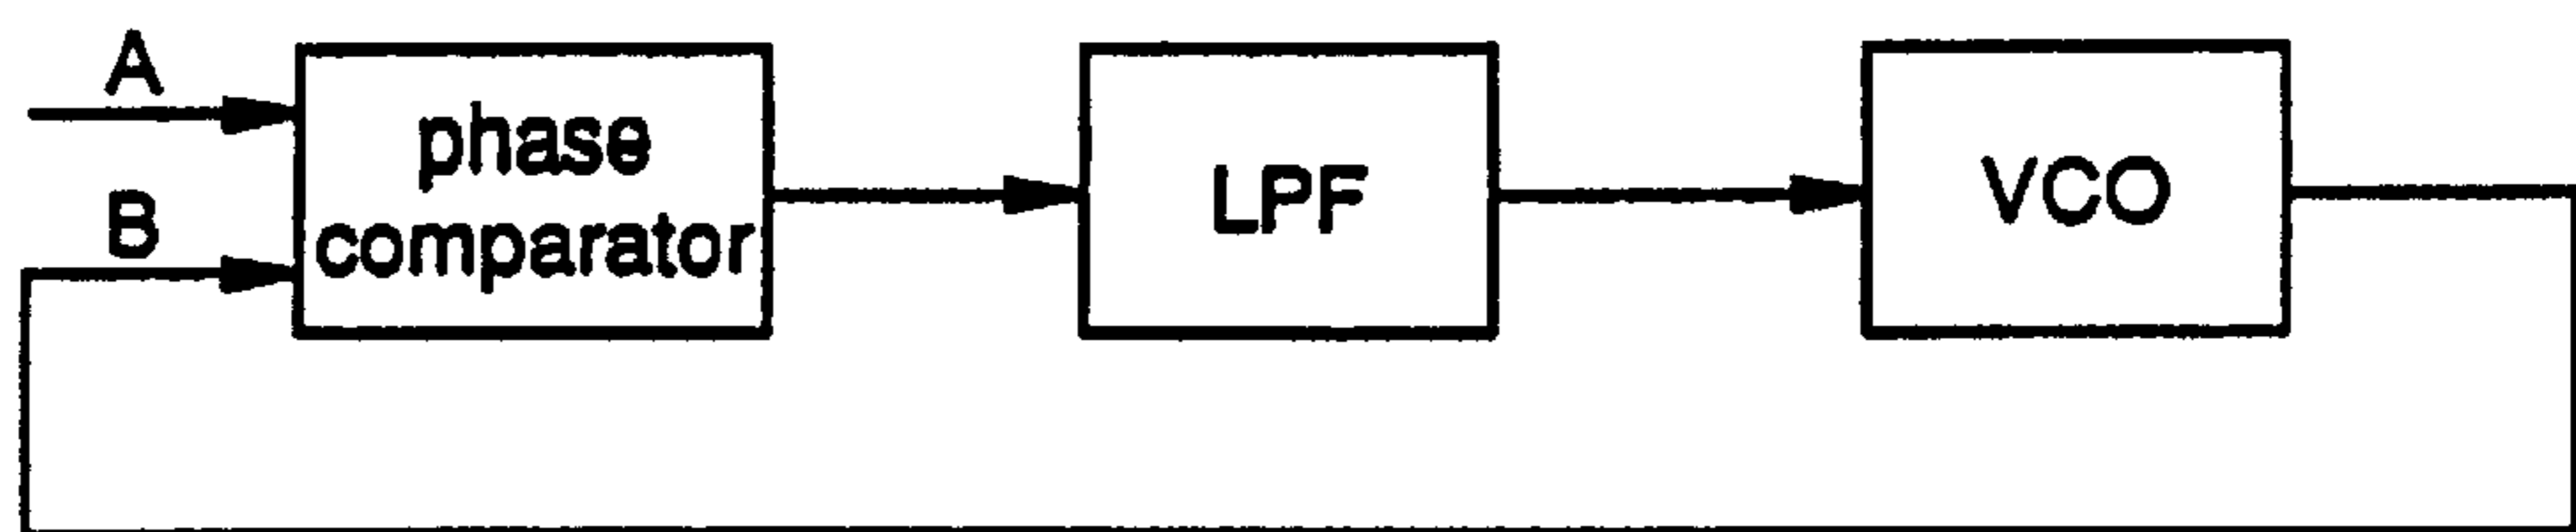 A
B
phase
comparator
LPF
VCO